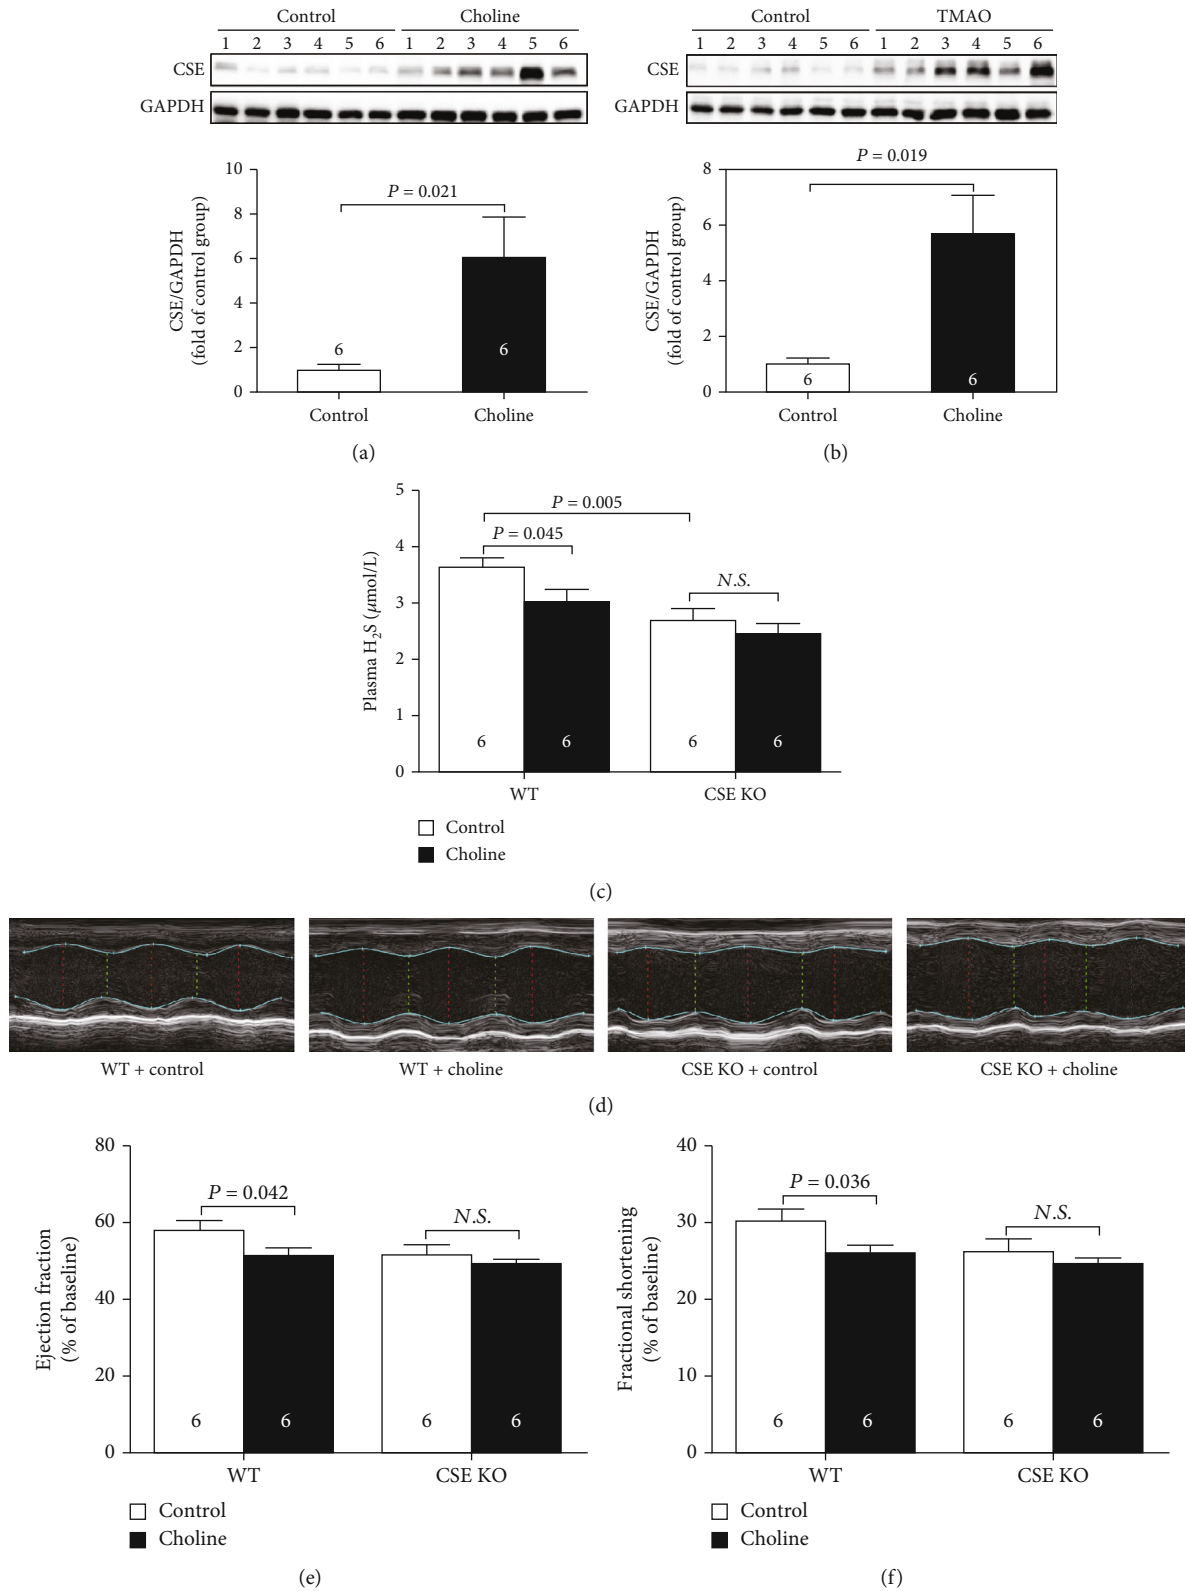 Control Choline
1 2 3 4 5 6 1 2 3 4 5 6
CSE
GAPDH
10
8
6
4
2
0
CSE/GAPDH
(fold of control group)
P = 0.021
6
6
Control Choline
(a)
Control TMAO
1 2 3 4 5 6 1 2 3 4 5 6
CSE
GAPDH
P = 0.019
8
6
4
2
0
CSE/GAPDH
(fold of control group)
6
6
Control Choline
(b)
5
4
3
2
1
0
Plasma H₂S (μmol/L)
P = 0.005
P = 0.045
N.S.
6 6 6 6
WT CSE KO
Control
Choline
(c)
WT + control WT + choline CSE KO + control CSE KO + choline
(d)
80
60
40
20
0
Ejection fraction
(% of baseline)
P = 0.042
N.S.
6 6 6 6
WT CSE KO
Control
Choline
(e)
40
30
20
10
0
Fractional shortening
(% of baseline)
P = 0.036
N.S.
6 6 6 6
WT CSE KO
Control
Choline
(f)